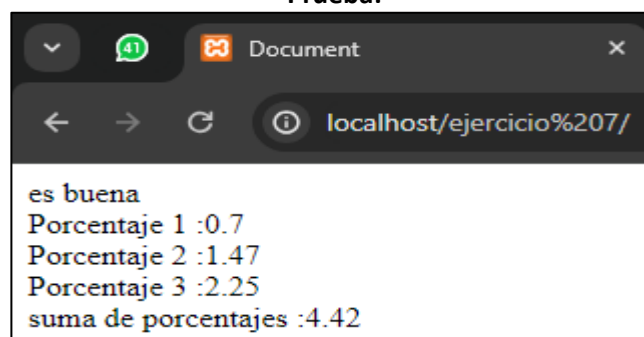 Prueba:
41
Document
localhost/ejercicio%207/
es buena
Porcentaje 1 :0.7
Porcentaje 2 :1.47
Porcentaje 3 :2.25
suma de porcentajes :4.42